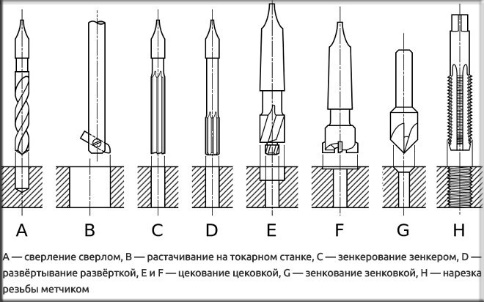 A B C D E F G H
A — сверление сверлом, B — растачивание на токарном станке, C — зенкерование зенкером, D —
развёртывание развёрткой, E и F — цекование цековкой, G — зенкование зенковкой, H — нарезка
резьбы метчиком